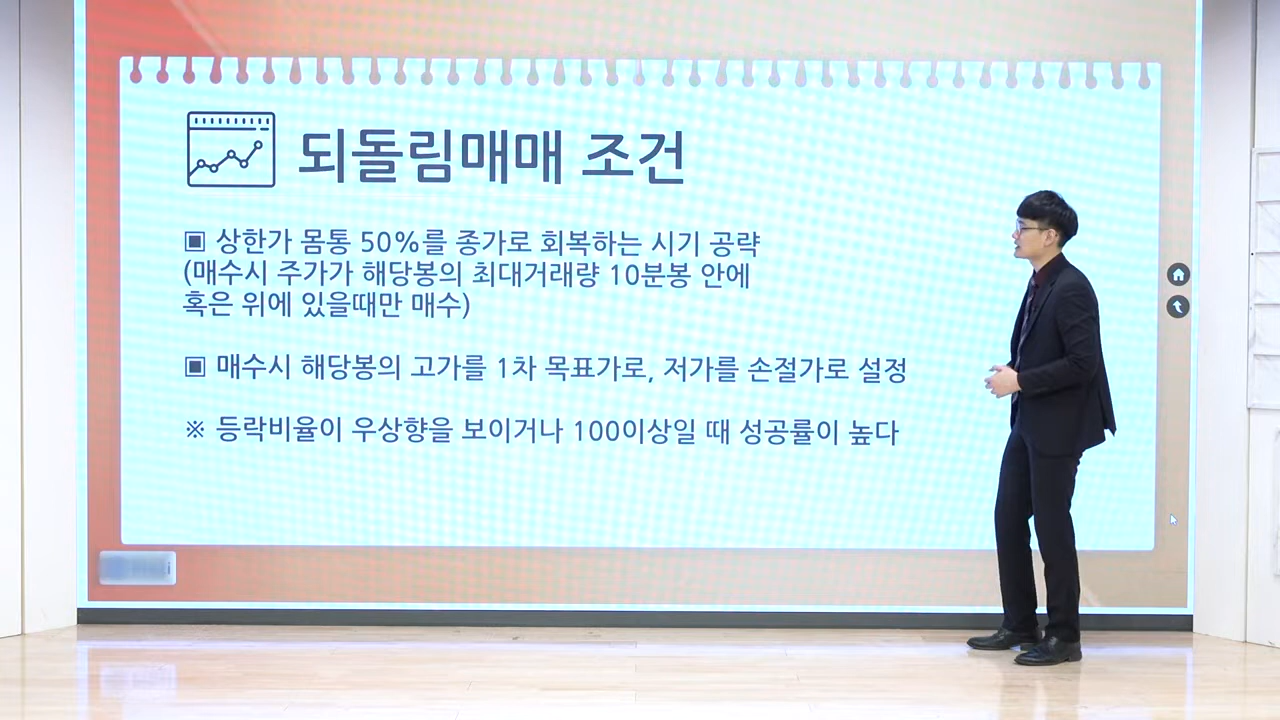 되돌림매매 조건
▣ 상한가 몸통 50%를 종가로 회복하는 시기 공략
(매수시 주가가 해당봉의 최대거래량 10분봉 안에
혹은 위에 있을때만 매수)
▣ 매수시 해당봉의 고가를 1차 목표가로, 저가를 손절가로 설정
※ 등락비율이 우상향을 보이거나 100이상일 때 성공률이 높다